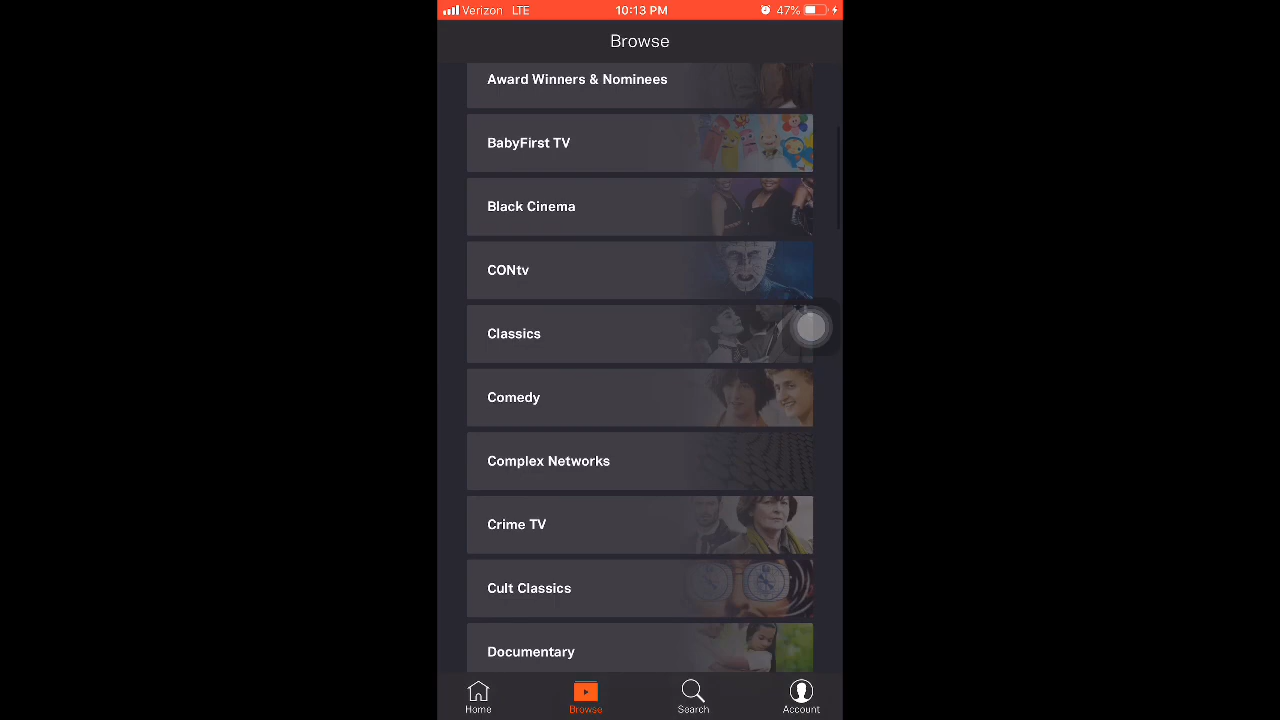 Verizon LTE 10:13 PM 47%
Browse
Award Winners & Nominees
BabyFirst TV
Black Cinema
CONtv
Classics
Comedy
Complex Networks
Crime TV
Cult Classics
Documentary
Home Browse Search Account